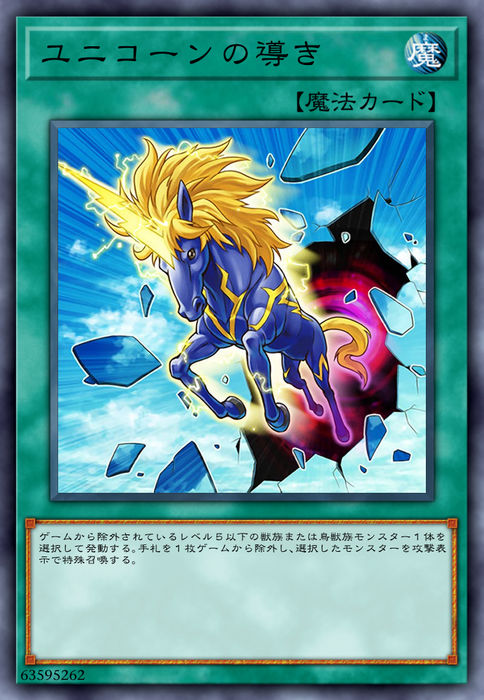 ユニコーンの導き
魔
【魔法カード】
ゲームから除外されているレベル5以下の獣族または鳥獣族モンスター1体を
選択して発動する。手札を1枚ゲームから除外し、選択したモンスターを攻撃表
示で特殊召喚する。
63595262